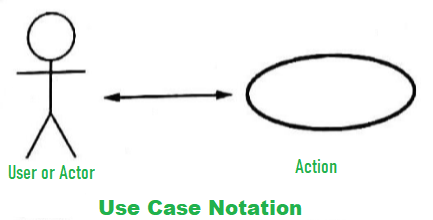 User or Actor
Action
Use Case Notation